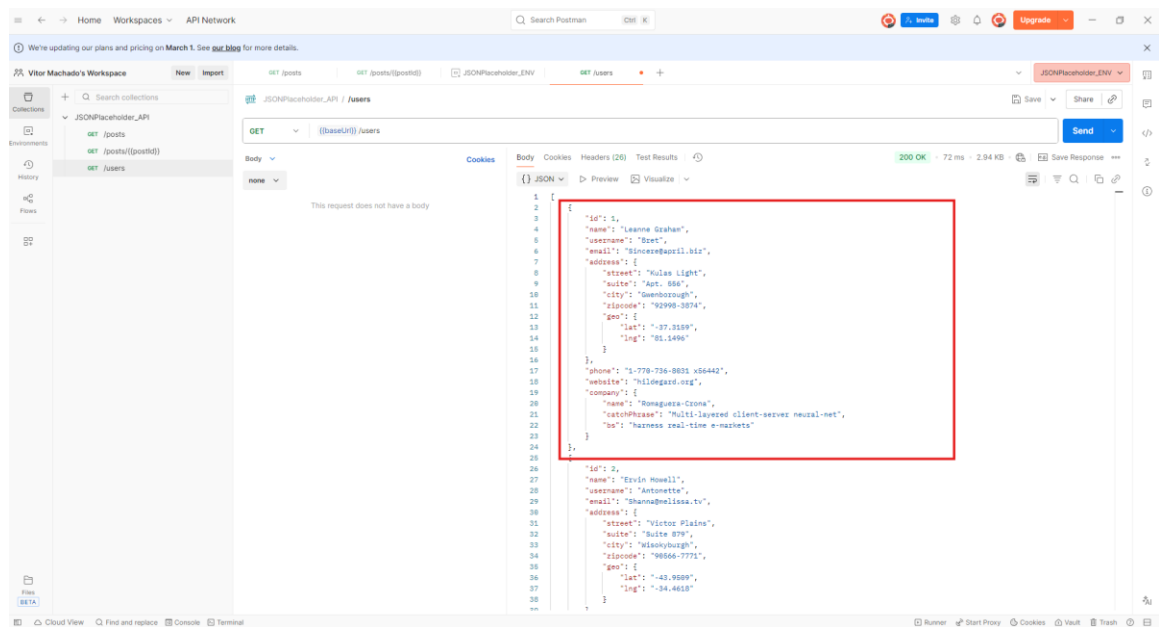 Home Workspaces API Network Search Postman Ctrl K Invite Upgrade
We're updating our plans and pricing on March 1. See our blog for more details.
Vitor Machado's Workspace New Import GET /posts GET /posts/{{postId}} JSONPlaceholder_ENV GET /users JSONPlaceholder_ENV
Collections
Environments
History
Flows
Files
BETA
Search collections
JSONPlaceholder_API
GET /posts
GET /posts/{{postId}}
GET /users
JSONPlaceholder_API / /users Save Share
GET {{baseUrl}} /users Send
Body Cookies
none
This request does not have a body
Body Cookies Headers (26) Test Results 200 OK 72 ms 2.94 KB Save Response
{} JSON Preview Visualize
1 [
2 {
3 "id": 1,
4 "name": "Leanne Graham",
5 "username": "Bret",
6 "email": "Sincere@april.biz",
7 "address": {
8 "street": "Kulas Light",
9 "suite": "Apt. 556",
10 "city": "Gwenborough",
11 "zipcode": "92998-3874",
12 "geo": {
13 "lat": "-37.3159",
14 "lng": "81.1496"
15 }
16 },
17 "phone": "1-770-736-8031 x56442",
18 "website": "hildegard.org",
19 "company": {
20 "name": "Romaguera-Crona",
21 "catchPhrase": "Multi-layered client-server neural-net",
22 "bs": "harness real-time e-markets"
23 }
24 },
25 {
26 "id": 2,
27 "name": "Ervin Howell",
28 "username": "Antonette",
29 "email": "Shanna@melissa.tv",
30 "address": {
31 "street": "Victor Plains",
32 "suite": "Suite 879",
33 "city": "Wisokyburgh",
34 "zipcode": "90566-7771",
35 "geo": {
36 "lat": "-43.9509",
37 "lng": "-34.4618"
38 }
Cloud View Find and replace Console Terminal Runner Start Proxy Cookies Vault Trash